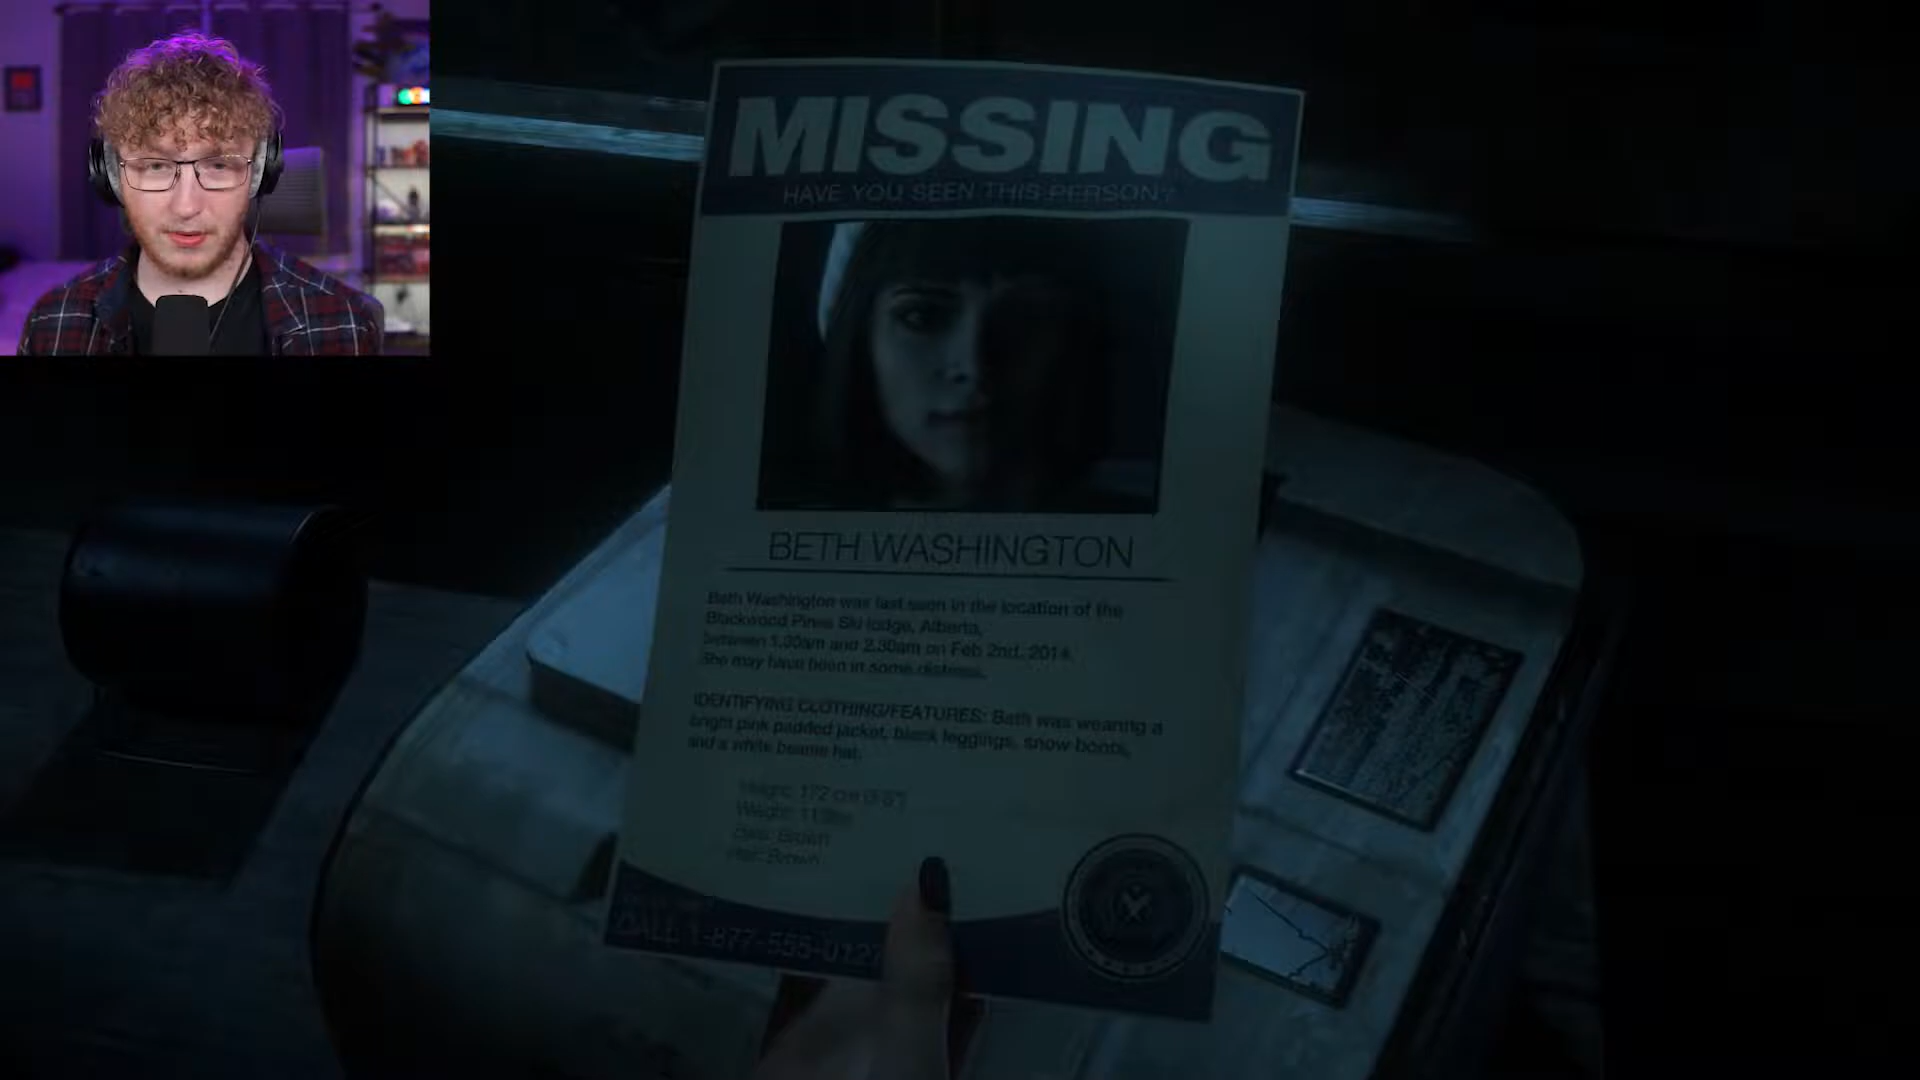 MISSING
HAVE YOU SEEN THIS PERSON?
BETH WASHINGTON
Beth Washington was last seen in the location of the
Blackwood Pines Ski lodge, Alberta,
between 1.30am and 2.30am on Feb 2nd, 2014.
She may have been in some distress.
IDENTIFYING CLOTHING/FEATURES: Beth was wearing a
bright pink padded jacket, black leggings, snow boots,
and a white beanie hat.
Height: 172 cm
Weight:
Brown
Brown
CALL 1-877-555-012